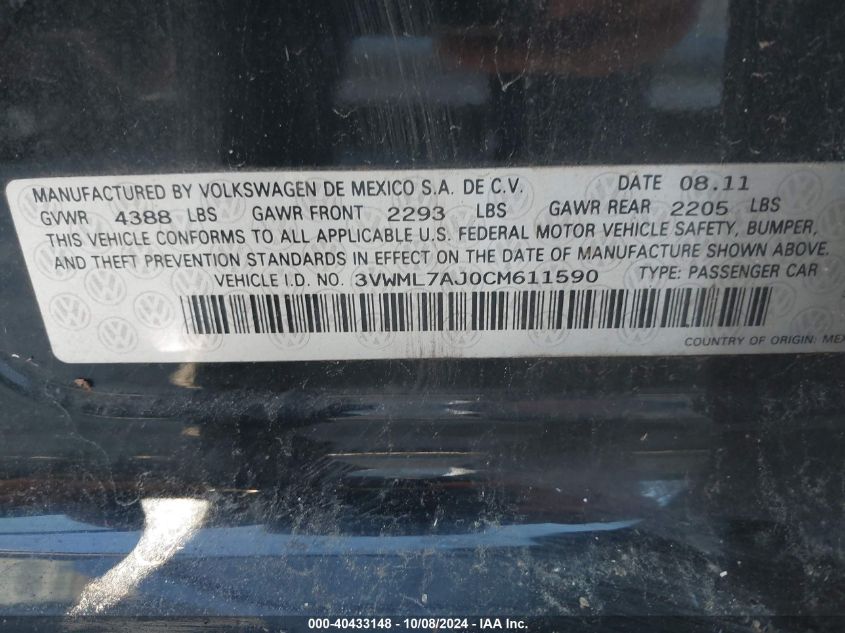 MANUFACTURED BY VOLKSWAGEN DE MEXICO S.A. DE C.V. DATE 08.11
GVWR 4388 LBS GAWR FRONT 2293 LBS GAWR REAR 2205 LBS
THIS VEHICLE CONFORMS TO ALL APPLICABLE U.S. FEDERAL MOTOR VEHICLE SAFETY, BUMPER,
AND THEFT PREVENTION STANDARDS IN EFFECT ON THE DATE OF MANUFACTURE SHOWN ABOVE.
VEHICLE I.D. NO. 3VWML7AJ0CM611590 TYPE: PASSENGER CAR
COUNTRY OF ORIGIN: MEX
000-40433148 - 10/08/2024 - IAA Inc.